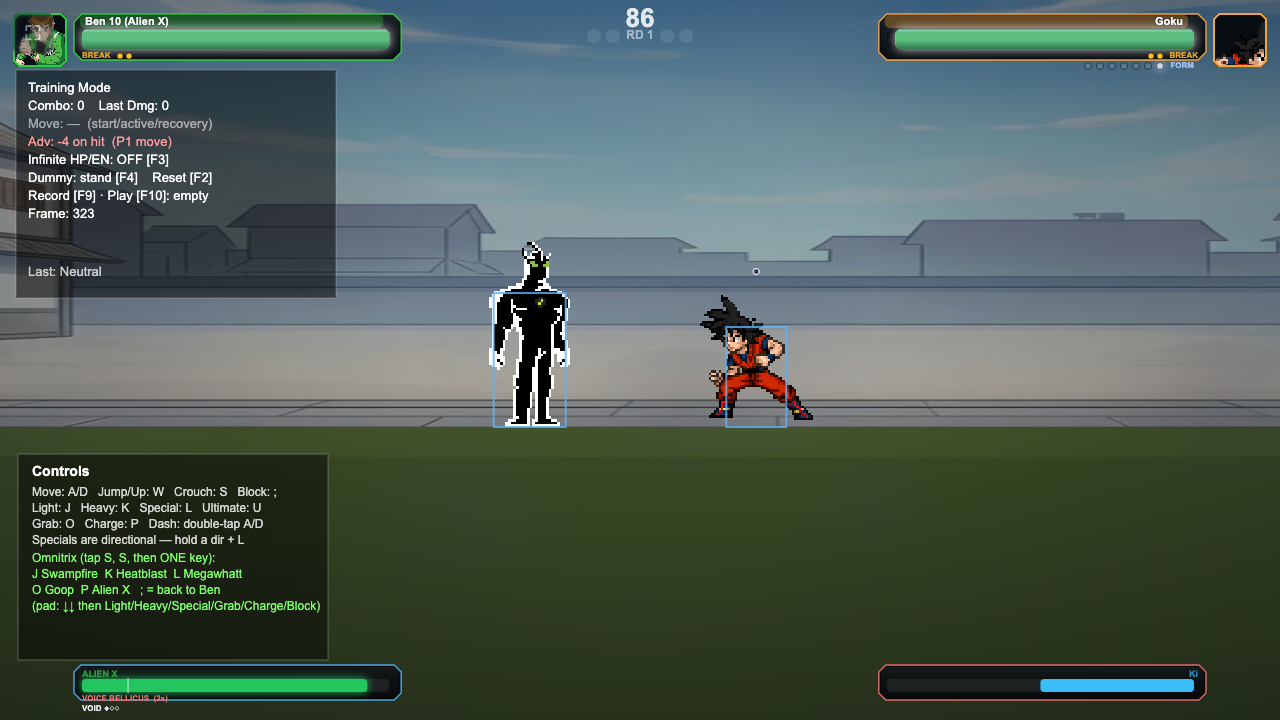 Ben 10 (Alien X)
BREAK
86
RD 1
Goku
BREAK
FORM
Training Mode
Combo: 0 Last Dmg: 0
Move: — (start/active/recovery)
Adv: -4 on hit (P1 move)
Infinite HP/EN: OFF [F3]
Dummy: stand [F4] Reset [F2]
Record [F9] · Play [F10]: empty
Frame: 323
Last: Neutral
Controls
Move: A/D Jump/Up: W Crouch: S Block: ;
Light: J Heavy: K Special: L Ultimate: U
Grab: O Charge: P Dash: double-tap A/D
Specials are directional — hold a dir + L
Omnitrix (tap S, S, then ONE key):
J Swampfire K Heatblast L Megawhatt
O Goop P Alien X ; = back to Ben
(pad: ↓↓ then Light/Heavy/Special/Grab/Charge/Block)
ALIEN X
VOICE BELLICUS (2s)
VOID ◆◇◇
Ki